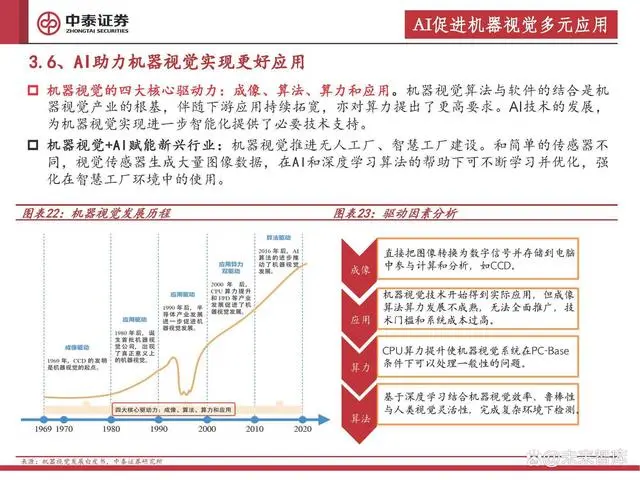 中泰证券
ZHONGTAI SECURITIES
AI促进机器视觉多元应用
3.6、AI助力机器视觉实现更好应用
机器视觉的四大核心驱动力：成像、算法、算力和应用。机器视觉算法与软件的结合是机
器视觉产业的根基，伴随下游应用持续拓宽，亦对算力提出了更高要求。AI技术的发展，
为机器视觉实现进一步智能化提供了必要技术支持。
机器视觉+AI赋能新兴行业：机器视觉推进无人工厂、智慧工厂建设。和简单的传感器不
同，视觉传感器生成大量图像数据，在AI和深度学习算法的帮助下可不断学习并优化，强
化在智慧工厂环境中的使用。
图表22：机器视觉发展历程
成像驱动
1969年，CCD的发明
是机器视觉的起点。
应用驱动
1980年后，诞
生首批机器视
觉公司，出现
了真正意义上
的机器视觉。
应用驱动
1990年后，半
导体产业发展
进一步促进机
器视觉发展。
应用算力
双驱动
2000年后，
CPU算力提升
和FPD等产业
发展促进了机
器视觉发展。
算法驱动
2016年后，AI
算法的进步推
动了机器视觉
发展。
四大核心驱动力：成像、算法、算力和应用
1969 1970 1980 1990 2000 2010 2020
图表23：驱动因素分析
成像
直接把图像转换为数字信号并存储到电脑
中参与计算和分析，如CCD。
应用
机器视觉技术开始得到实际应用，但成像
算法算力发展不成熟，无法全面推广，技
术门槛和系统成本过高。
算力
CPU算力提升使机器视觉系统在PC-Base
条件下可以处理一般性的问题。
算法
基于深度学习结合机器视觉效率、鲁棒性
与人类视觉灵活性，完成复杂环境下检测。
来源：机器视觉发展白皮书，中泰证券研究所
未来智库